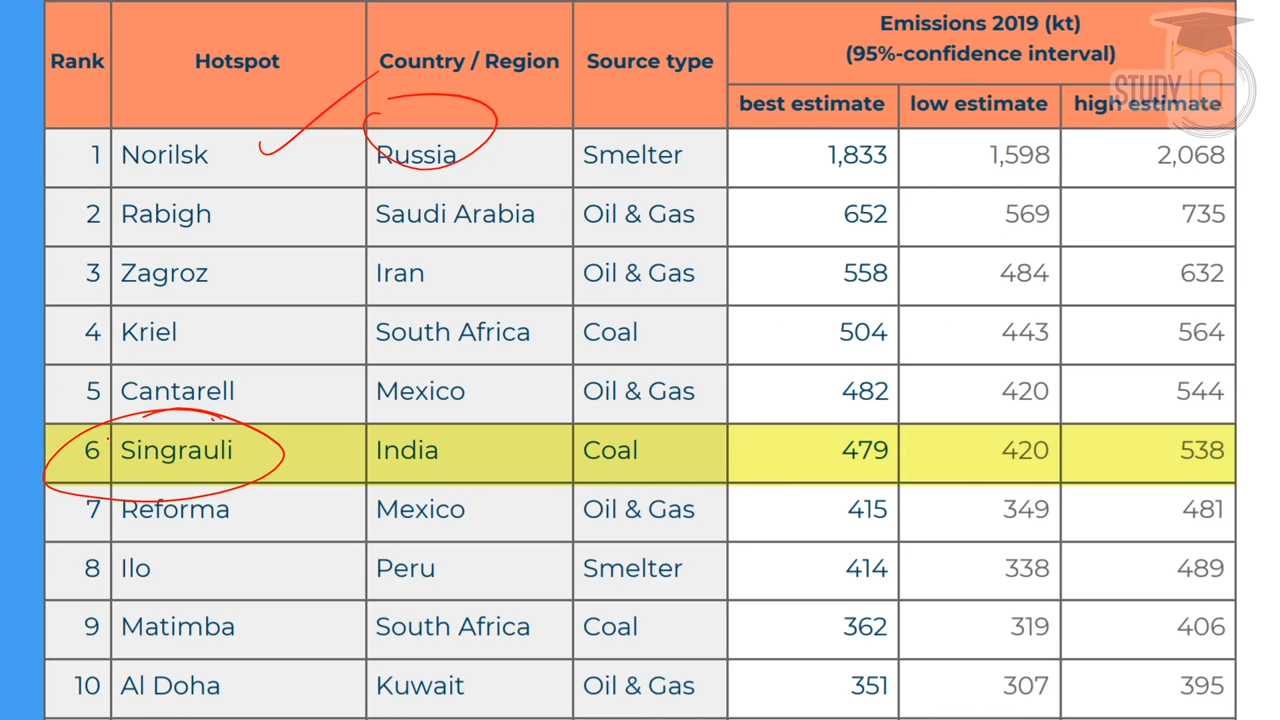 STUDY IQ
Rank Hotspot Country / Region Source type Emissions 2019 (kt)
(95%-confidence interval)
best estimate low estimate high estimate
1 Norilsk Russia Smelter 1,833 1,598 2,068
2 Rabigh Saudi Arabia Oil & Gas 652 569 735
3 Zagroz Iran Oil & Gas 558 484 632
4 Kriel South Africa Coal 504 443 564
5 Cantarell Mexico Oil & Gas 482 420 544
6 Singrauli India Coal 479 420 538
7 Reforma Mexico Oil & Gas 415 349 481
8 Ilo Peru Smelter 414 338 489
9 Matimba South Africa Coal 362 319 406
10 Al Doha Kuwait Oil & Gas 351 307 395